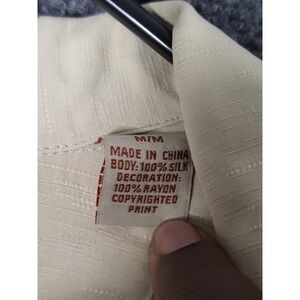 M/M
MADE IN CHINA
BODY: 100% SILK
DECORATION:
100% RAYON
COPYRIGHTED
PRINT